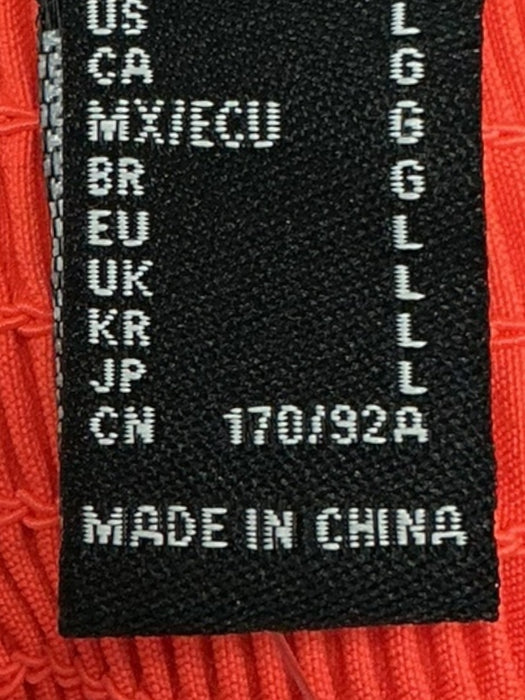 US L
CA G
MX/ECU G
BR G
EU L
UK L
KR L
JP L
CN 170/92A
MADE IN CHINA